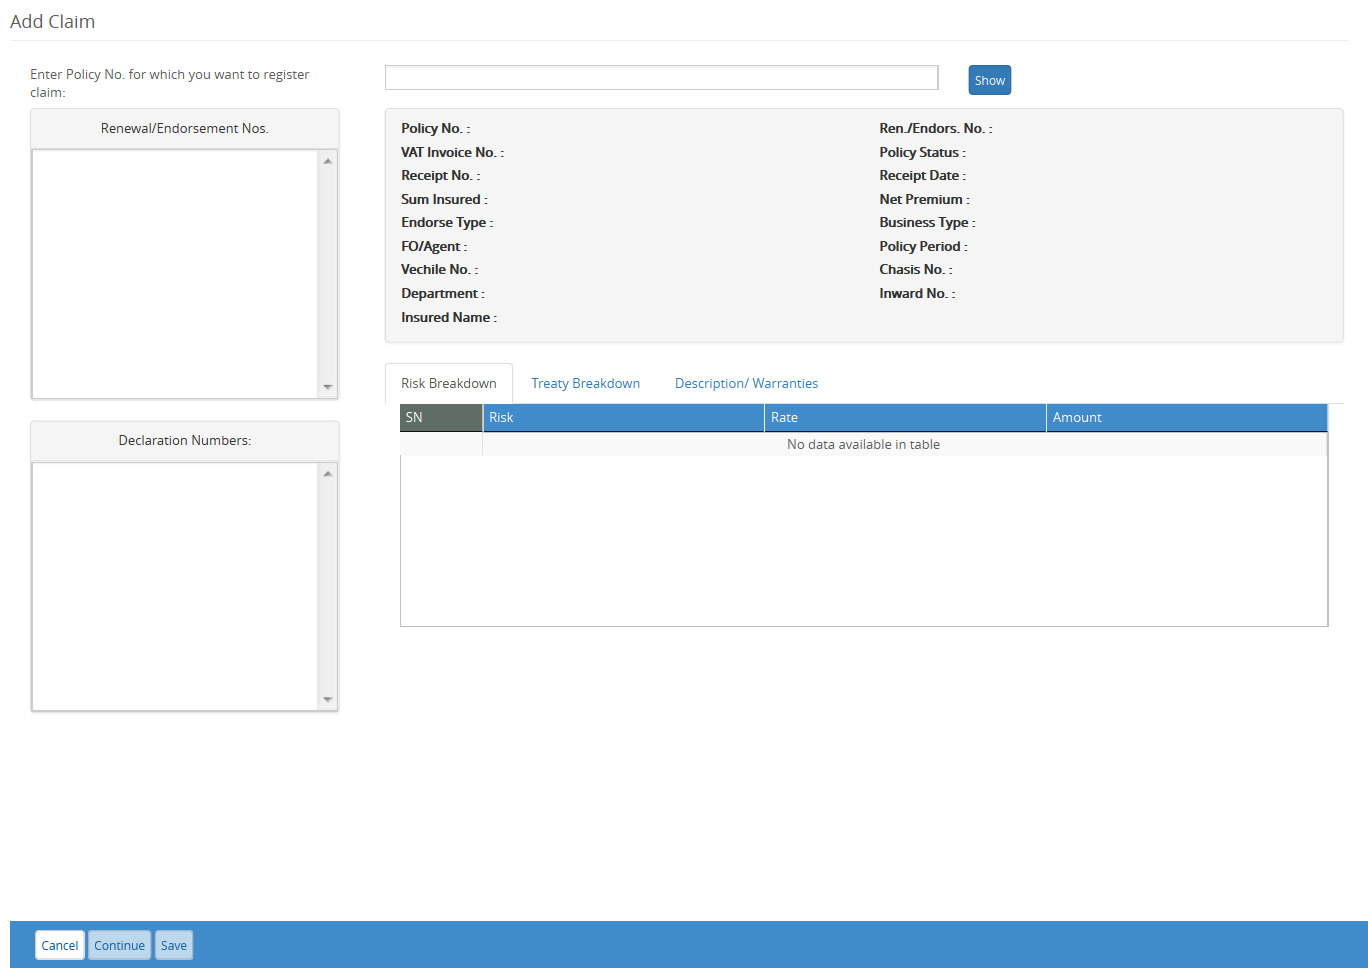 Add Claim
Enter Policy No. for which you want to register
claim:
Show
Renewal/Endorsement Nos.
Policy No. :
Ren./Endors. No. :
VAT Invoice No. :
Policy Status :
Receipt No. :
Receipt Date :
Sum Insured :
Net Premium :
Endorse Type :
Business Type :
FO/Agent :
Policy Period :
Vechile No. :
Chasis No. :
Department :
Inward No. :
Insured Name :
Risk Breakdown
Treaty Breakdown
Description/ Warranties
SN
Risk
Rate
Amount
No data available in table
Declaration Numbers:
Cancel
Continue
Save